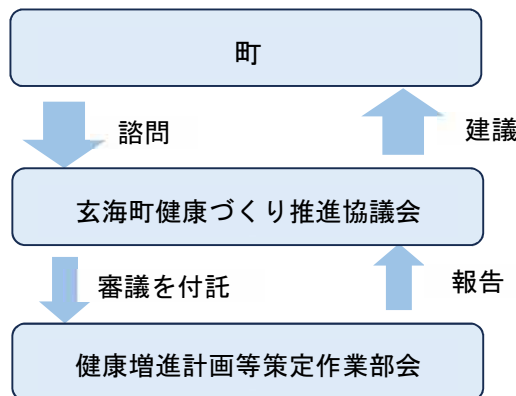 町
諮問
建議
玄海町健康づくり推進協議会
審議を付託
報告
健康増進計画等策定作業部会